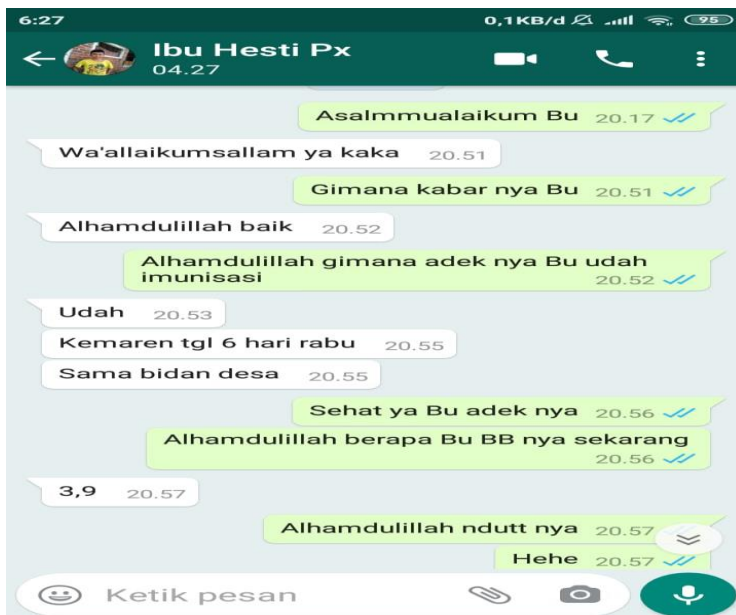 6:27 0,1KB/d 95
Ibu Hesti Px
04.27
Asalmmualaikum Bu 20.17
Wa'allaikumsallam ya kaka 20.51
Gimana kabar nya Bu 20.51
Alhamdulillah baik 20.52
Alhamdulillah gimana adek nya Bu udah
imunisasi 20.52
Udah 20.53
Kemaren tgl 6 hari rabu 20.55
Sama bidan desa 20.55
Sehat ya Bu adek nya 20.56
Alhamdulillah berapa Bu BB nya sekarang
20.56
3,9 20.57
Alhamdulillah ndutt nya 20.57
Hehe 20.57
Ketik pesan